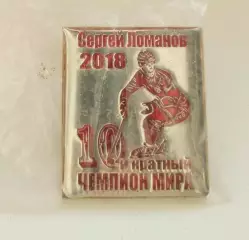 Сергей Ломанов
2018
10
и кратный
ЧЕМПИОН МИРА